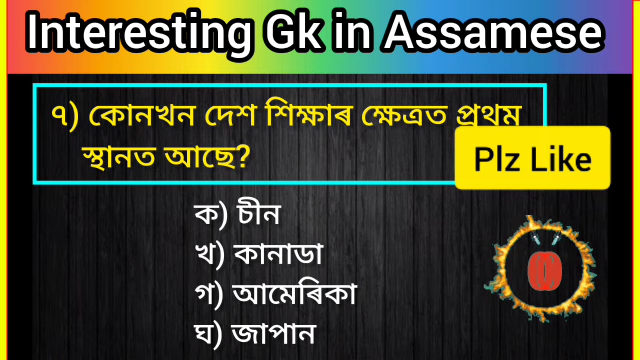 Interesting Gk in Assamese
৭) কোনখন দেশ শিক্ষাৰ ক্ষেত্ৰত প্ৰথম
স্থানত আছে?
Plz Like
ক) চীন
খ) কানাডা
গ) আমেৰিকা
ঘ) জাপান